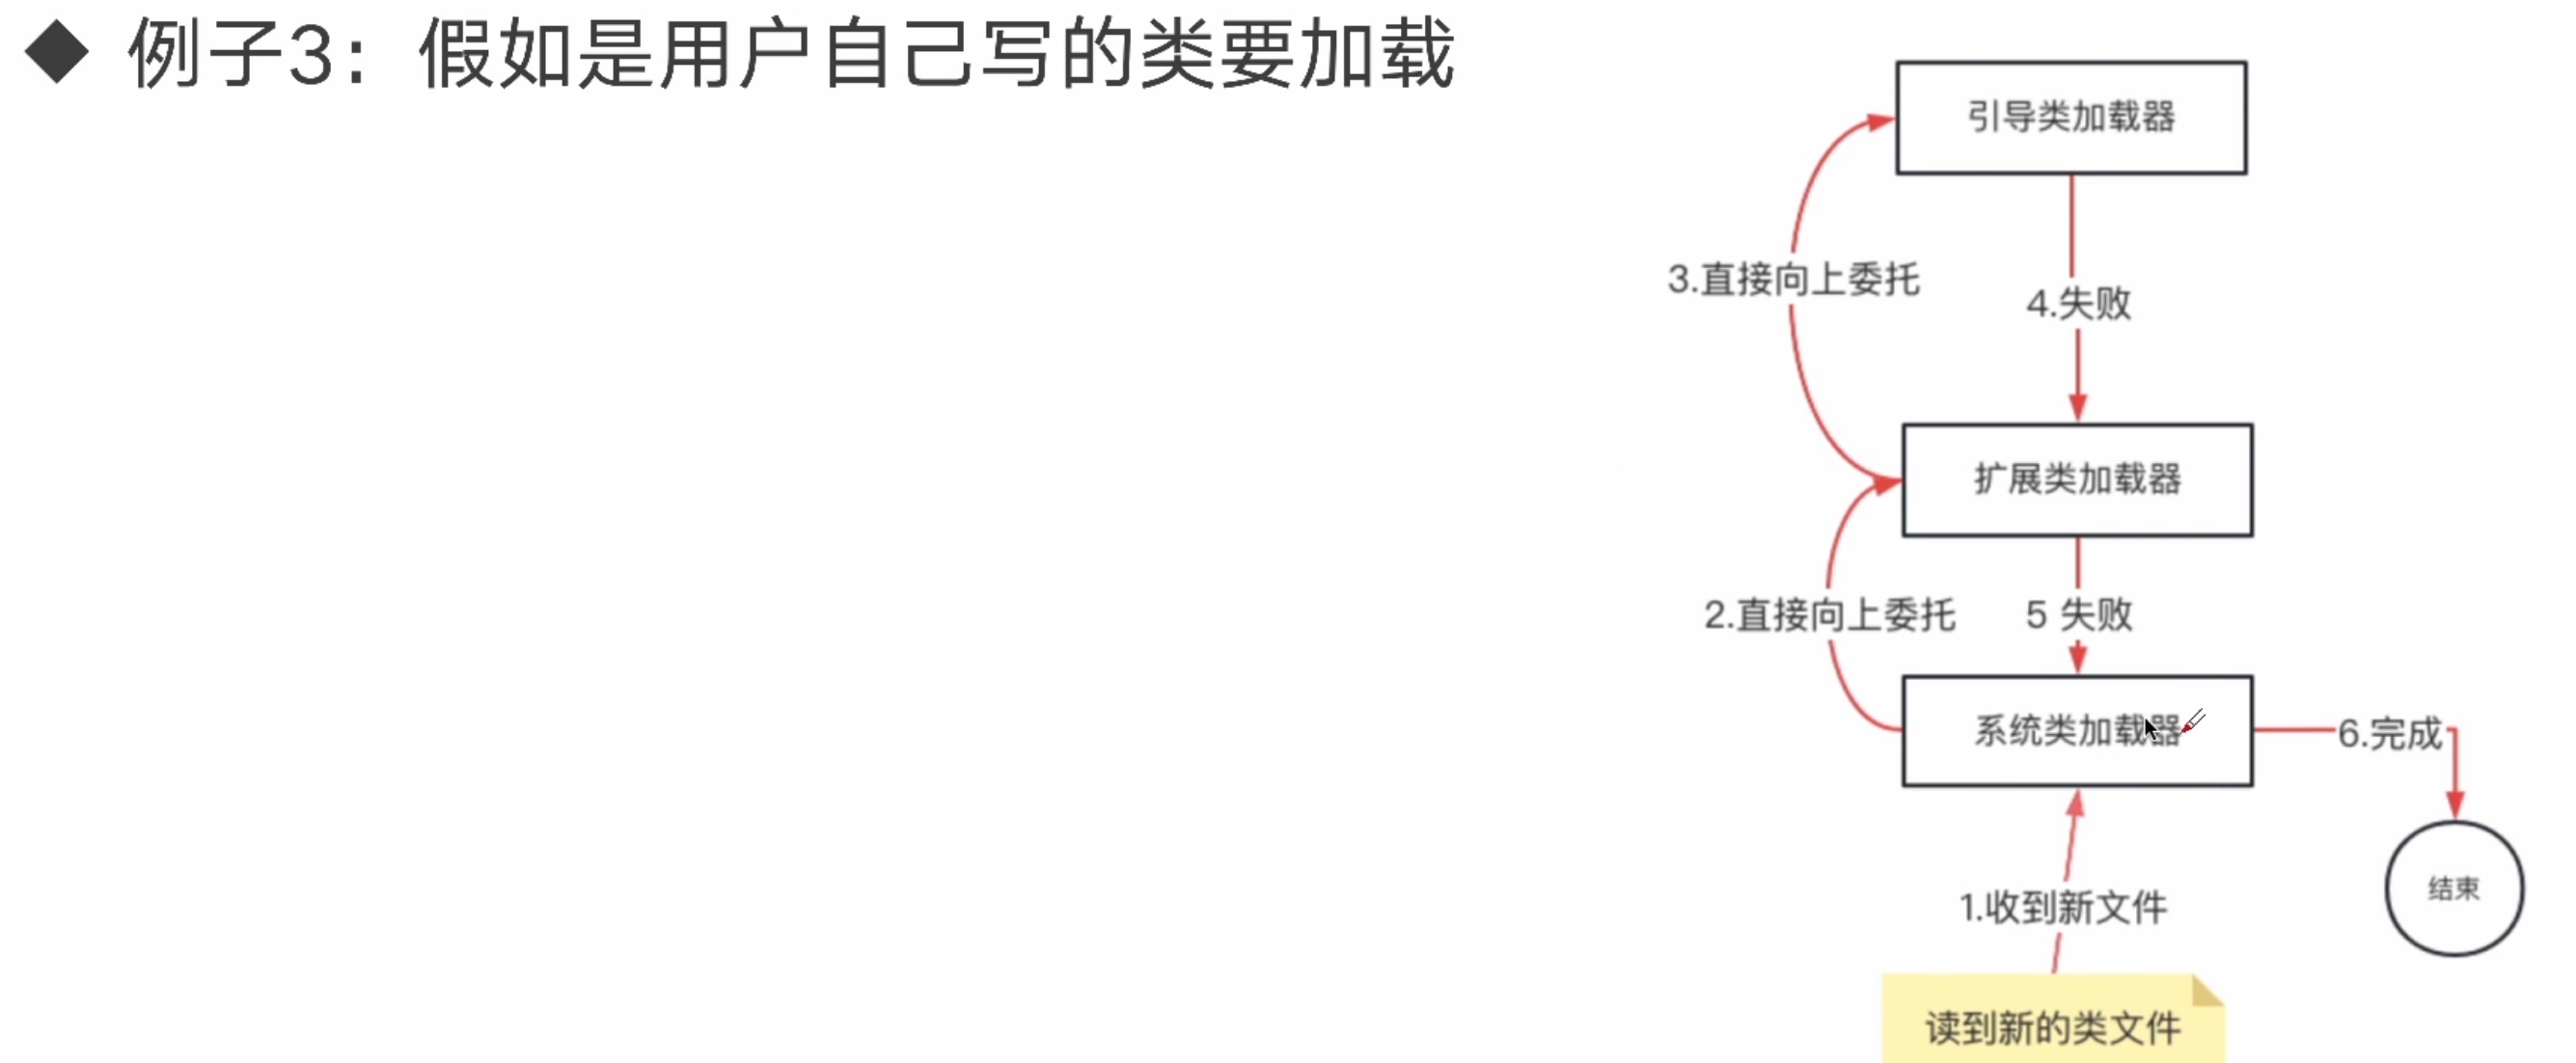 例子3：假如是用户自己写的类要加载
引导类加载器
3.直接向上委托
4.失败
扩展类加载器
2.直接向上委托
5 失败
系统类加载器
6.完成
结束
1.收到新文件
读到新的类文件